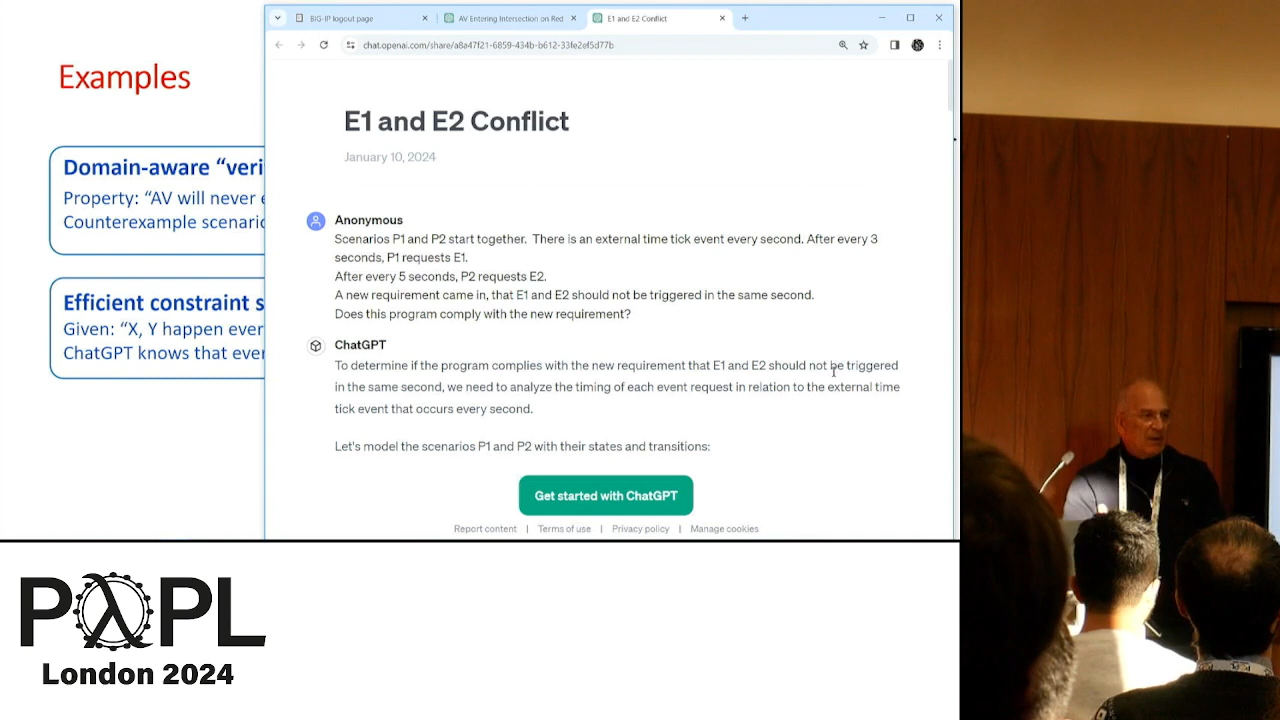 BIG-IP logout page
AV Entering Intersection on Red
E1 and E2 Conflict
chat.openai.com/share/a8a47f21-6859-434b-b612-33fe2ef5d77b
Examples
Domain-aware “veri
Property: “AV will never e
Counterexample scenario
Efficient constraint s
Given: “X, Y happen ever
ChatGPT knows that ever
E1 and E2 Conflict
January 10, 2024
Anonymous
Scenarios P1 and P2 start together. There is an external time tick event every second. After every 3
seconds, P1 requests E1.
After every 5 seconds, P2 requests E2.
A new requirement came in, that E1 and E2 should not be triggered in the same second.
Does this program comply with the new requirement?
ChatGPT
To determine if the program complies with the new requirement that E1 and E2 should not be triggered
in the same second, we need to analyze the timing of each event request in relation to the external time
tick event that occurs every second.
Let's model the scenarios P1 and P2 with their states and transitions:
Get started with ChatGPT
Report content | Terms of use | Privacy policy | Manage cookies
PλPL
London 2024